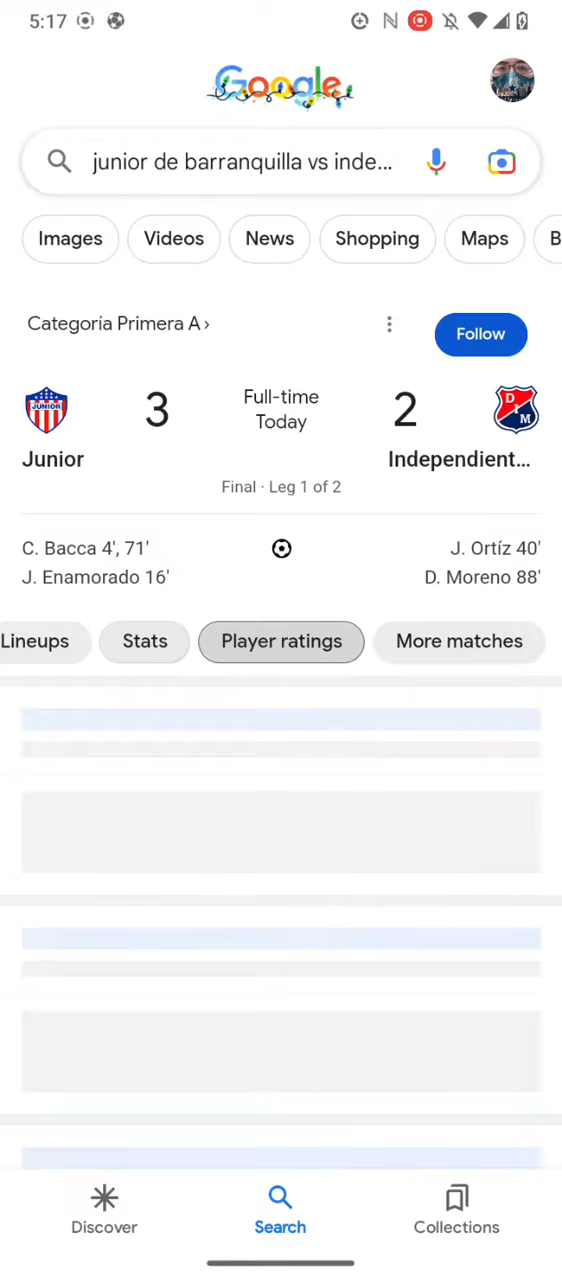 5:17
Google
junior de barranquilla vs inde...
Images
Videos
News
Shopping
Maps
B
Categoría Primera A ›
Follow
JUNIOR
3
Full-time
Today
2
D I M
Junior
Independient...
Final · Leg 1 of 2
C. Bacca 4', 71'
J. Ortíz 40'
J. Enamorado 16'
D. Moreno 88'
Lineups
Stats
Player ratings
More matches
Discover
Search
Collections